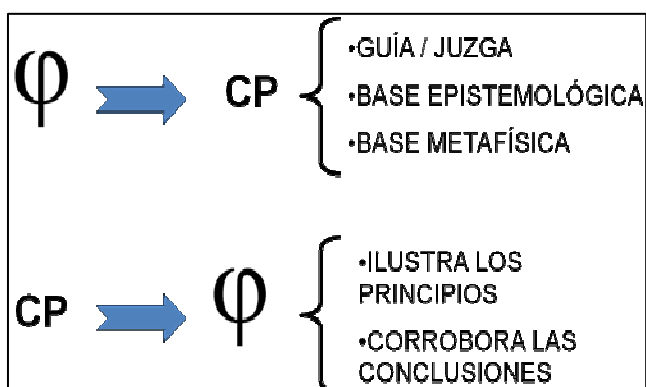 φ CP
•GUÍA / JUZGA
•BASE EPISTEMOLÓGICA
•BASE METAFÍSICA
CP φ
•ILUSTRA LOS
PRINCIPIOS
•CORROBORA LAS
CONCLUSIONES